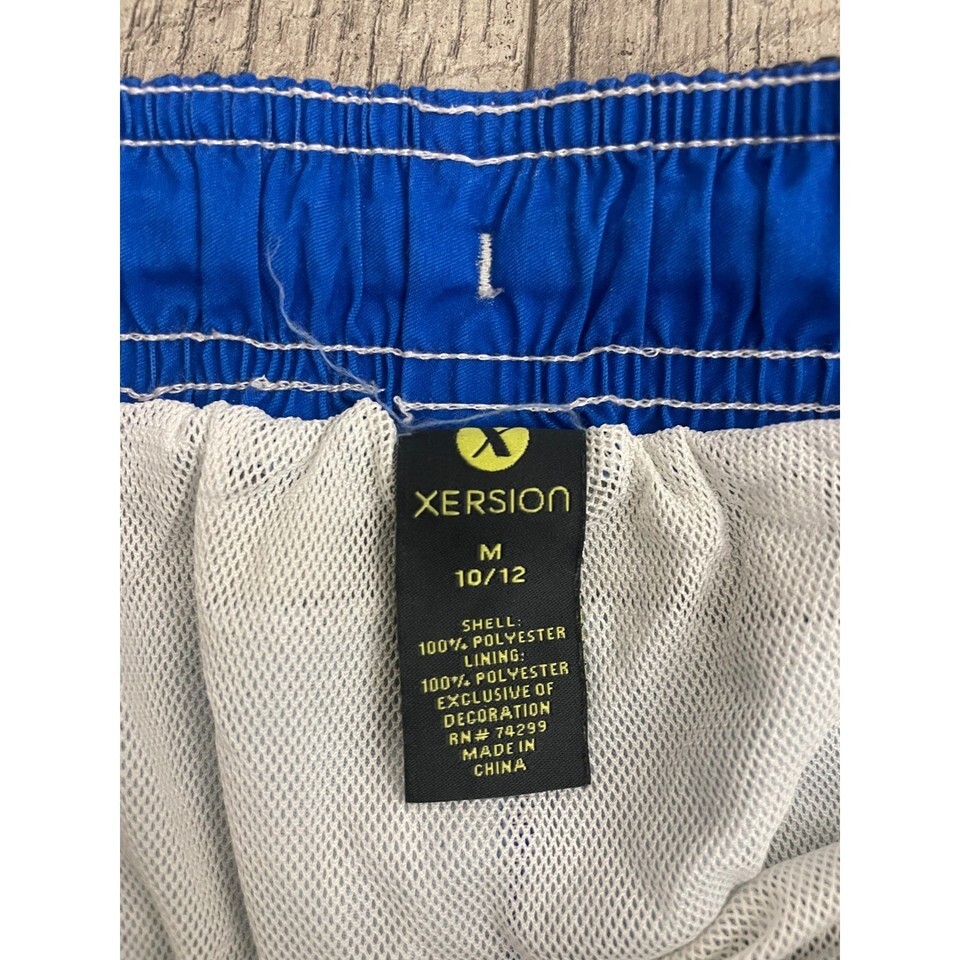 X
XERSION
M
10/12
SHELL:
100% POLYESTER
LINING:
100% POLYESTER
EXCLUSIVE OF
DECORATION
RN# 74299
MADE IN
CHINA